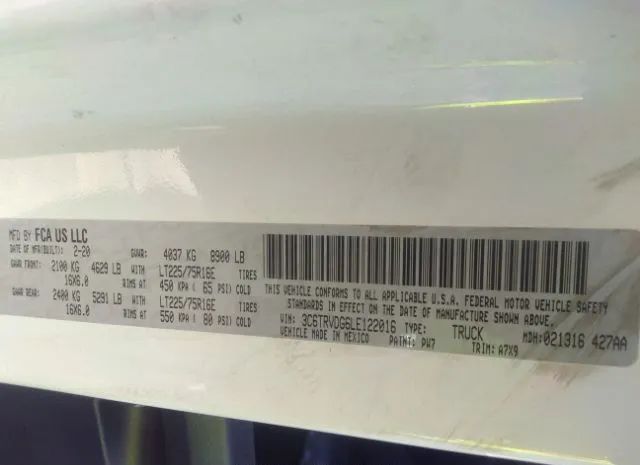 MFD BY FCA US LLC
DATE OF MFR(BUILT): 2-20 GVWR: 4037 KG 8900 LB
GAWR FRONT: 2100 KG 4629 LB WITH LT225/75R16E TIRES
16X6.0 RIMS AT 450 KPA ( 65 PSI) COLD
GAWR REAR: 2400 KG 5291 LB WITH LT225/75R16E TIRES
16X6.0 RIMS AT 550 KPA ( 80 PSI) COLD
THIS VEHICLE CONFORMS TO ALL APPLICABLE U.S.A. FEDERAL MOTOR VEHICLE SAFETY
STANDARDS IN EFFECT ON THE DATE OF MANUFACTURE SHOWN ABOVE.
VIN: 3C6TRVDG6LE122016 TYPE: TRUCK MDH:021316 427AA
VEHICLE MADE IN MEXICO PAINT: PW7 TRIM: A7X9